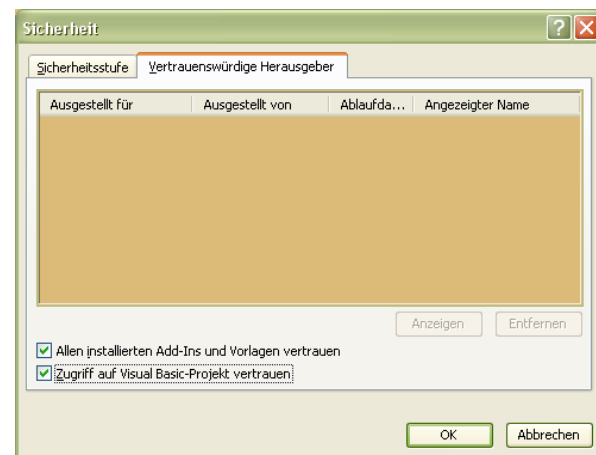 Sicherheit
Sicherheitsstufe Vertrauenswürdige Herausgeber
Ausgestellt für Ausgestellt von Ablaufda... Angezeigter Name
Anzeigen Entfernen
Allen installierten Add-Ins und Vorlagen vertrauen
Zugriff auf Visual Basic-Projekt vertrauen
OK Abbrechen